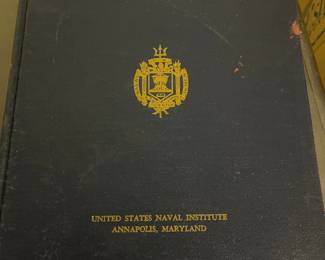 UNITED STATES NAVAL INSTITUTE
ANNAPOLIS, MARYLAND